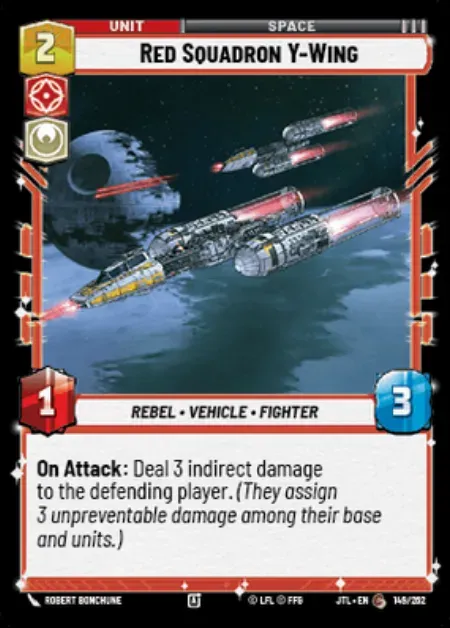 UNIT
SPACE
2
RED SQUADRON Y-WING
1
REBEL • VEHICLE • FIGHTER
3
On Attack: Deal 3 indirect damage
to the defending player. (They assign
3 unpreventable damage among their base
and units.)
ROBERT BONCHUNE
A
© LFL © FFG
JTL • EN
149/262